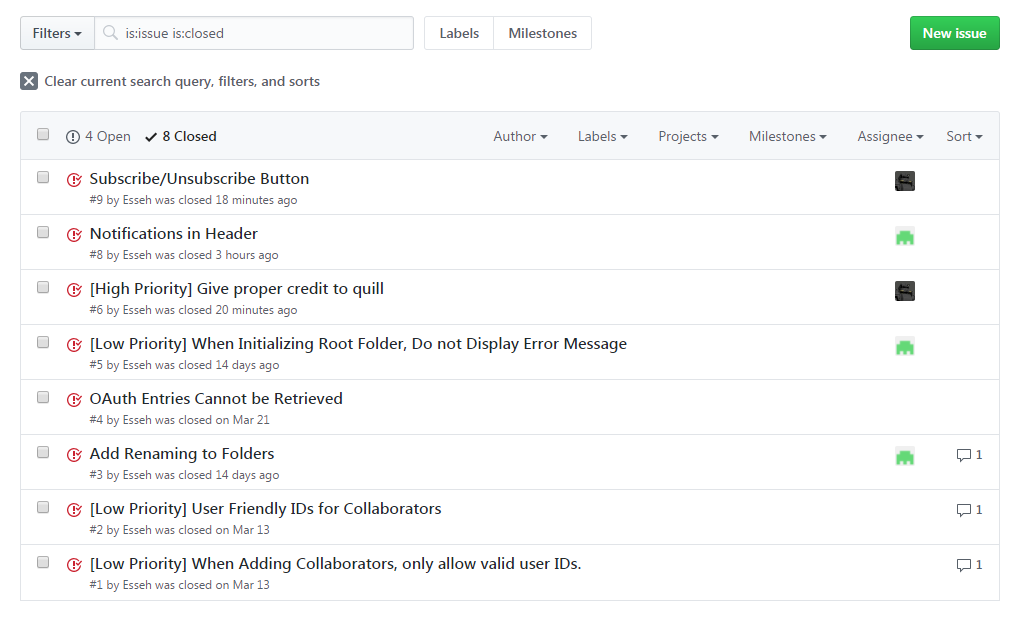 Filters is:issue is:closed Labels Milestones New issue
Clear current search query, filters, and sorts
4 Open 8 Closed Author Labels Projects Milestones Assignee Sort
Subscribe/Unsubscribe Button
#9 by Esseh was closed 18 minutes ago
Notifications in Header
#8 by Esseh was closed 3 hours ago
[High Priority] Give proper credit to quill
#6 by Esseh was closed 20 minutes ago
[Low Priority] When Initializing Root Folder, Do not Display Error Message
#5 by Esseh was closed 14 days ago
OAuth Entries Cannot be Retrieved
#4 by Esseh was closed on Mar 21
Add Renaming to Folders 1
#3 by Esseh was closed 14 days ago
[Low Priority] User Friendly IDs for Collaborators 1
#2 by Esseh was closed on Mar 13
[Low Priority] When Adding Collaborators, only allow valid user IDs. 1
#1 by Esseh was closed on Mar 13